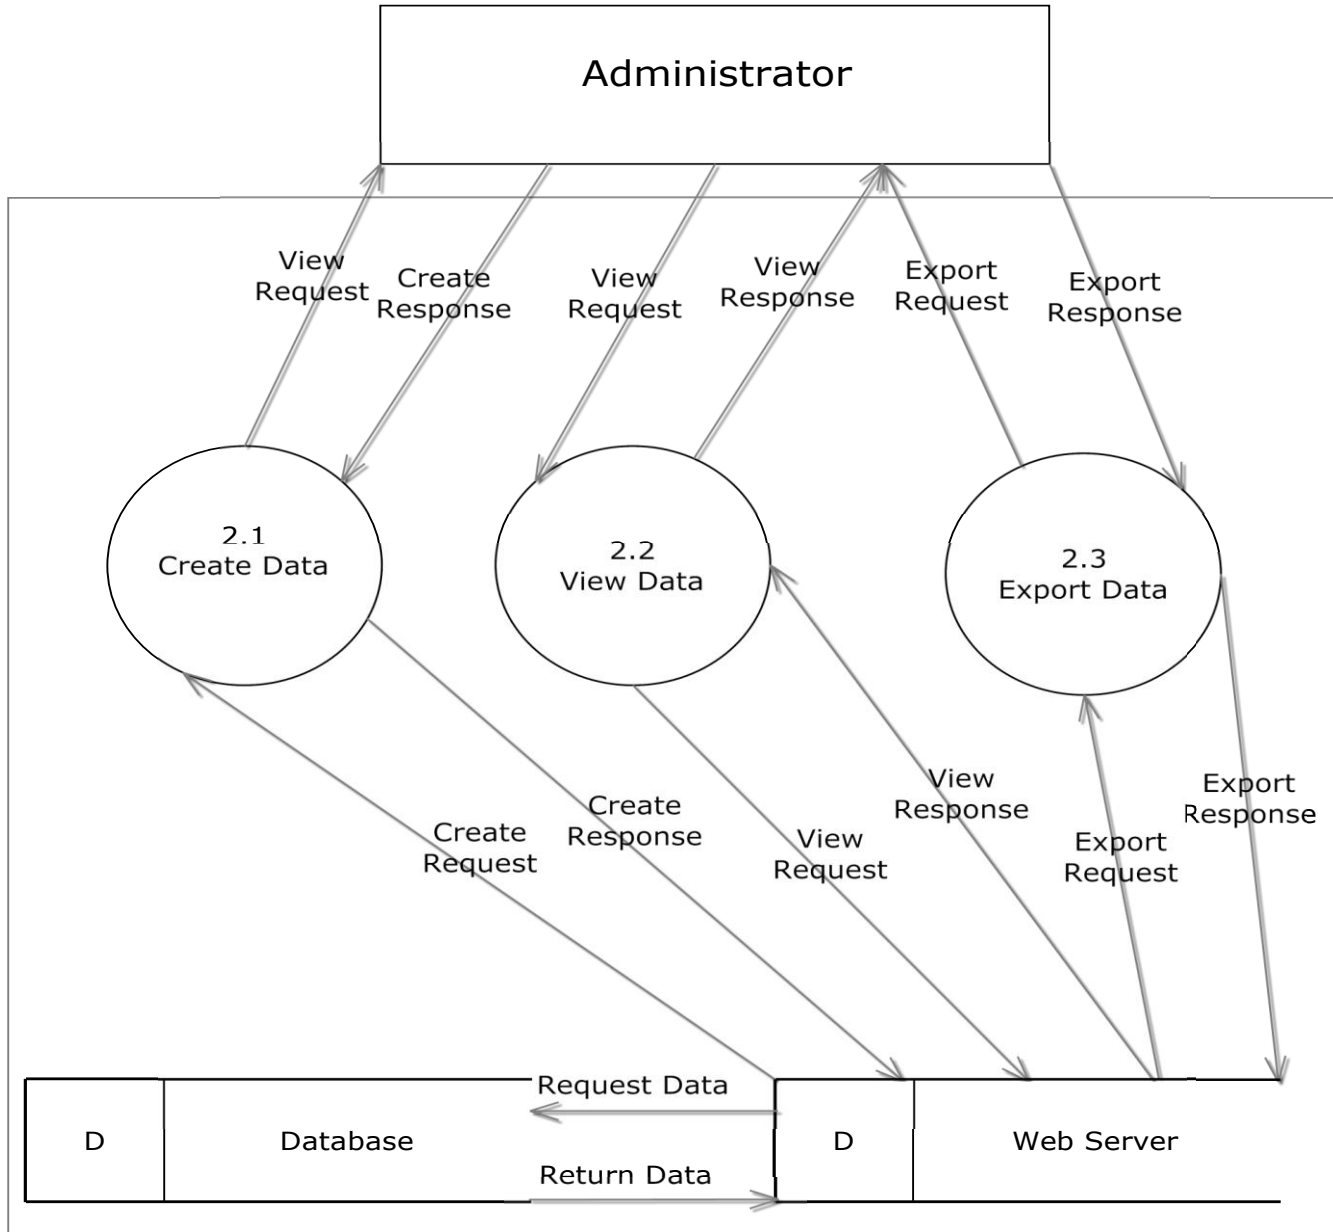 Administrator
View
Request
Create
Response
View
Request
View
Response
Export
Request
Export
Response
2.1
Create Data
2.2
View Data
2.3
Export Data
Create
Request
Create
Response
View
Request
View
Response
Export
Request
Export
Response
Request Data
D
Database
D
Web Server
Return Data